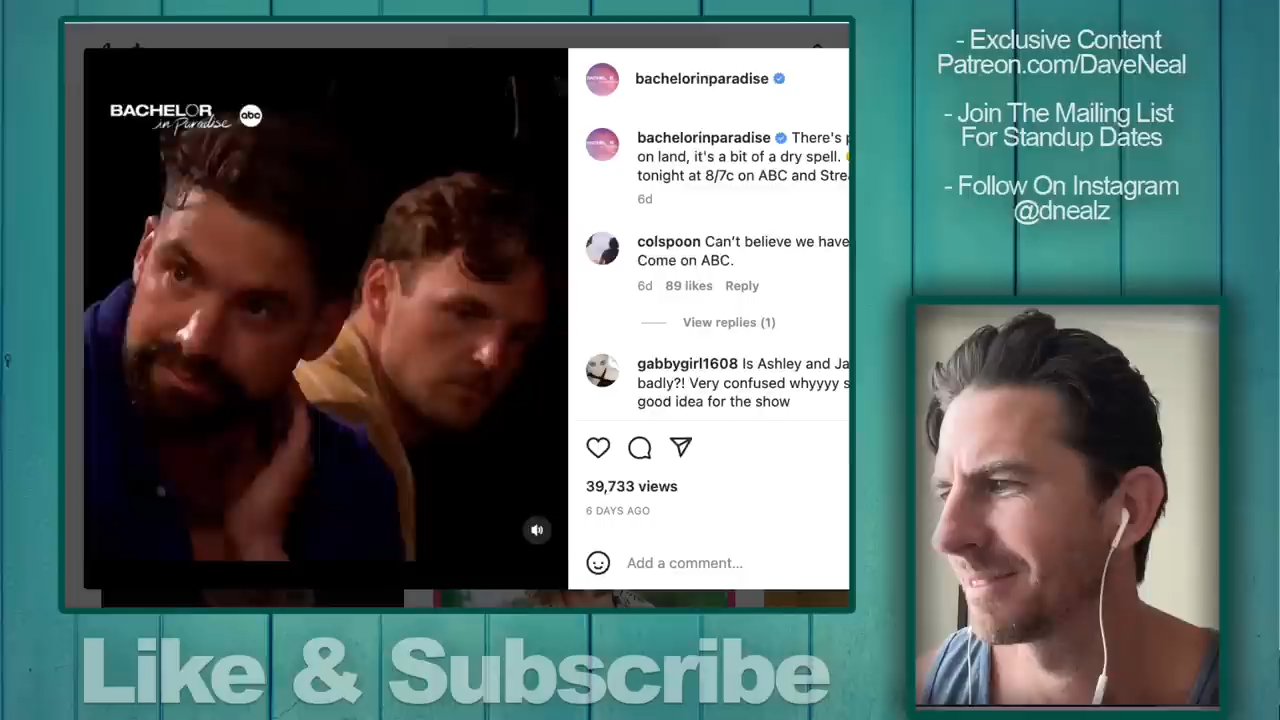 BACHELOR
in Paradise
abc
bachelorinparadise
bachelorinparadise There's
on land, it's a bit of a dry spell.
tonight at 8/7c on ABC and
6d
colspoon Can't believe we have
Come on ABC.
6d 89 likes Reply
View replies (1)
gabbygirl1608 Is Ashley and
badly?! Very confused whyyyy
good idea for the show
39,733 views
6 DAYS AGO
Add a comment...
- Exclusive Content
Patreon.com/DaveNeal
- Join The Mailing List
For Standup Dates
- Follow On Instagram
@dnealz
Like & Subscribe